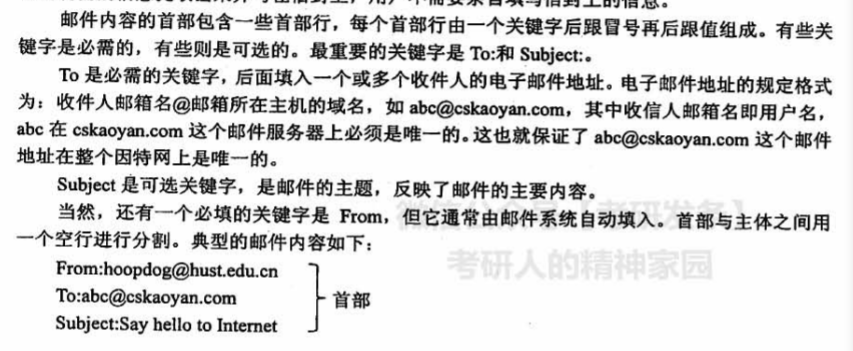 邮件内容的首部包含一些首部行，每个首部行由一个关键字后跟冒号再后跟值组成。有些关
键字是必需的，有些则是可选的。最重要的关键字是 To:和 Subject:。
To 是必需的关键字，后面填入一个或多个收件人的电子邮件地址。电子邮件地址的规定格式
为：收件人邮箱名@邮箱所在主机的域名，如 abc@cskaoyan.com，其中收信人邮箱名即用户名，
abc 在 cskaoyan.com 这个邮件服务器上必须是唯一的。这也就保证了 abc@cskaoyan.com 这个邮件
地址在整个因特网上是唯一的。
Subject 是可选关键字，是邮件的主题，反映了邮件的主要内容。
当然，还有一个必填的关键字是 From，但它通常由邮件系统自动填入。首部与主体之间用
一个空行进行分割。典型的邮件内容如下：
考研人的精神家园
From:hoopdog@hust.edu.cn
To:abc@cskaoyan.com
首部
Subject:Say hello to Internet